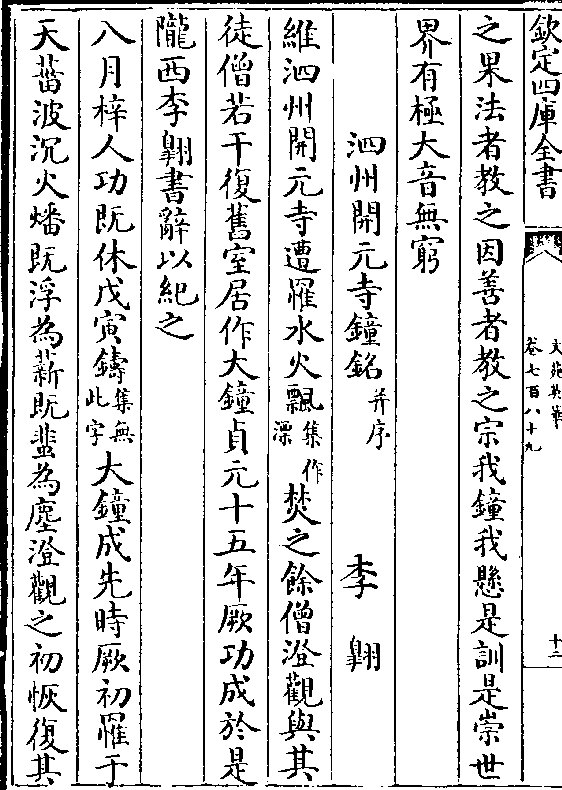 欽定四庫全書
文苑英華
卷七百八十九
十二
之果法者教之因善者教之宗我鐘我懸是訓是崇世
界有極大音無窮
泗州開元寺鐘銘并序 李翺
維泗州開元寺遭罹水火飄集作漂焚之餘僧澄觀與其
徒僧若干復舊室居作大鐘貞元十五年厥功成於是
隴西李翺書辭以紀之
八月梓人功既休戊寅鑄集無此字大鐘成先時厥初罹于
天菑波沉火燔既浮為薪既蜚為塵澄觀之初恢復其